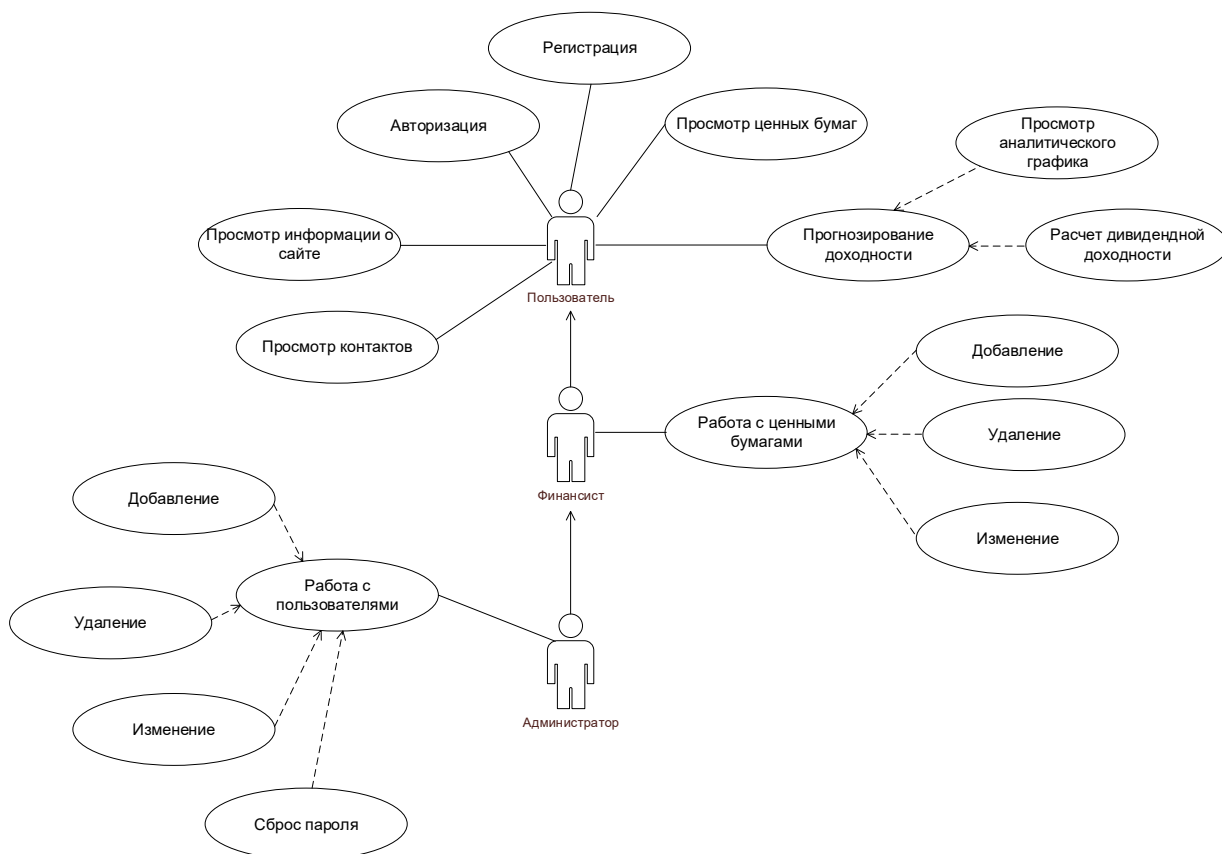 Регистрация
Авторизация
Просмотр ценных бумаг
Просмотр
аналитического
графика
Просмотр информации о
сайте
Прогнозирование
доходности
Расчет дивидендной
доходности
Пользователь
Просмотр контактов
Добавление
Работа с ценными
бумагами
Удаление
Финансист
Добавление
Изменение
Работа с
пользователями
Удаление
Изменение
Администратор
Сброс пароля